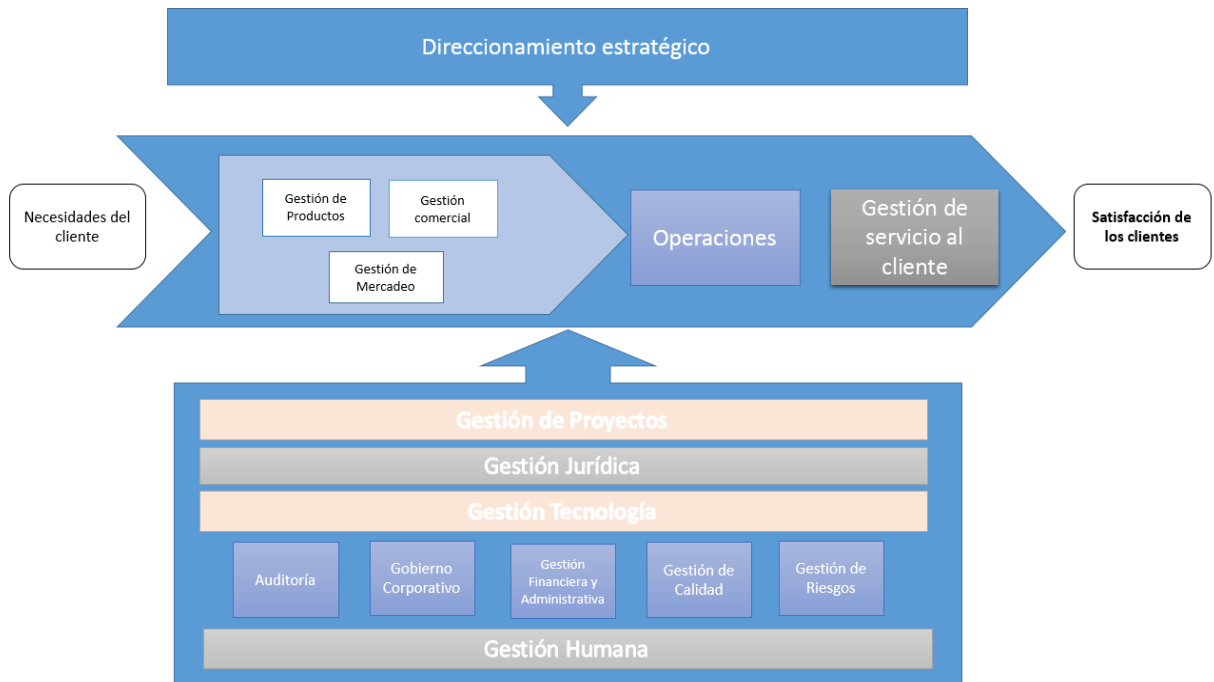 Direccionamiento estratégico
Necesidades del
cliente
Gestión de
Productos
Gestión
comercial
Gestión de
Mercadeo
Operaciones
Gestión de
servicio al
cliente
Satisfacción de
los clientes
Gestión de Proyectos
Gestión Jurídica
Gestión Tecnología
Auditoría
Gobierno
Corporativo
Gestión
Financiera y
Administrativa
Gestión de
Calidad
Gestión de
Riesgos
Gestión Humana